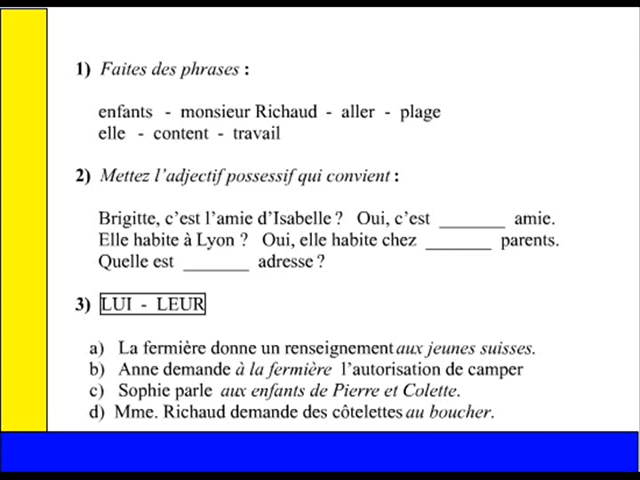 1) Faites des phrases :
enfants - monsieur Richaud - aller - plage
elle - content - travail
2) Mettez l'adjectif possessif qui convient :
Brigitte, c'est l'amie d'Isabelle ? Oui, c'est _______ amie.
Elle habite à Lyon ? Oui, elle habite chez _______ parents.
Quelle est _______ adresse ?
3) LUI - LEUR
a) La fermière donne un renseignement aux jeunes suisses.
b) Anne demande à la fermière l'autorisation de camper
c) Sophie parle aux enfants de Pierre et Colette.
d) Mme. Richaud demande des côtelettes au boucher.